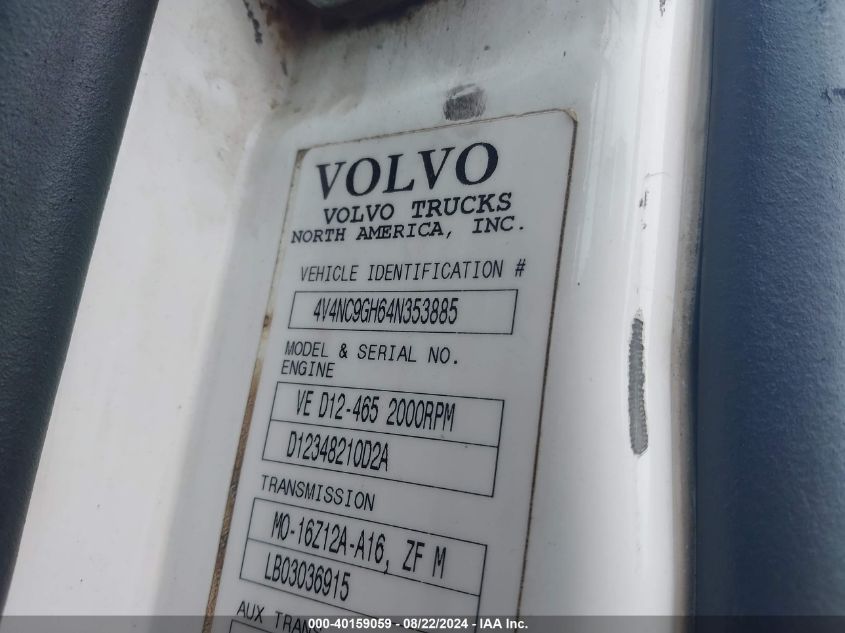 VOLVO
VOLVO TRUCKS
NORTH AMERICA, INC.
VEHICLE IDENTIFICATION #
4V4NC9GH64N353885
MODEL & SERIAL NO.
ENGINE
VE D12-465 2000RPM
D12348210D2A
TRANSMISSION
MO-16Z12A-A16, ZF M
LB03036915
AUX TRANS
000-40159059 - 08/22/2024 - IAA Inc.